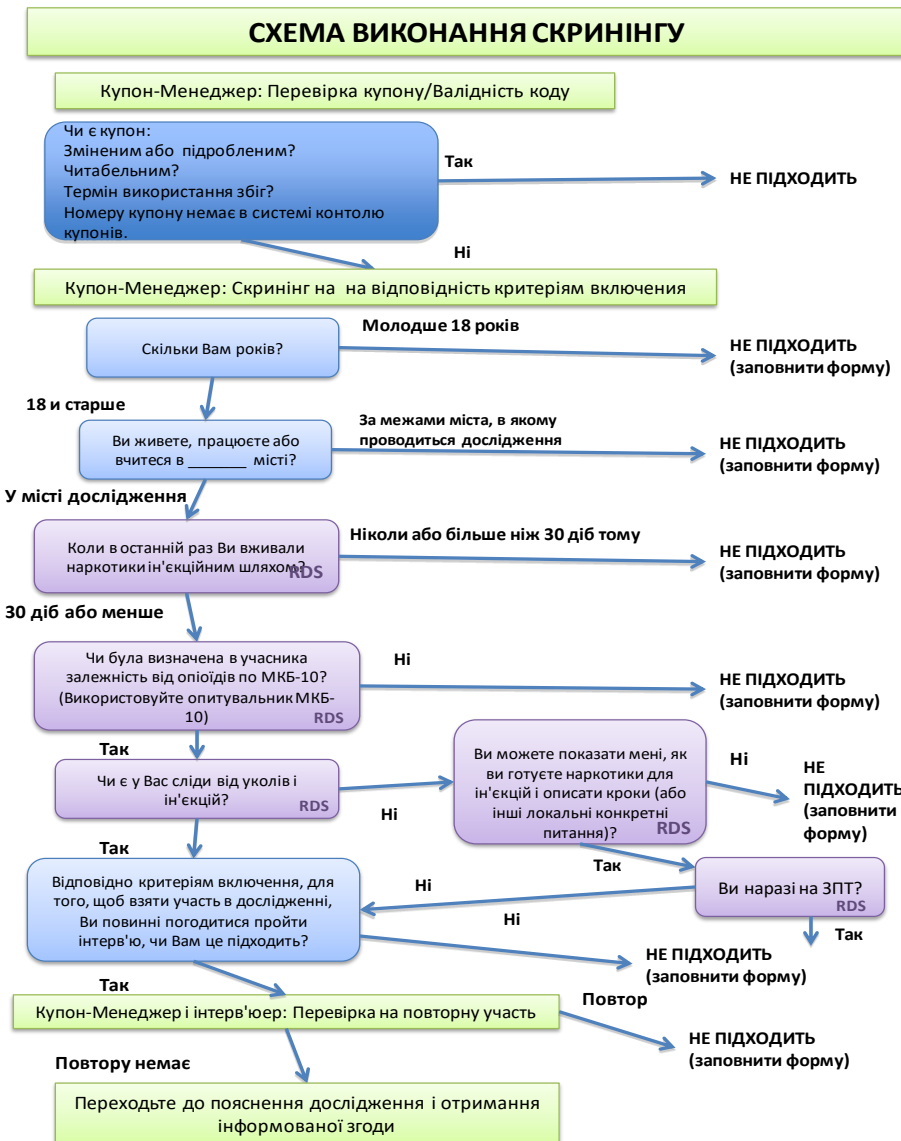 СХЕМА ВИКОНАННЯ СКРИНІНГУ
Купон-Менеджер: Перевірка купону/Валідність коду
Чи є купон:
Зміненим або підробленим?
Читабельним?
Термін використання збіг?
Номеру купону немає в системі контолю
купонів.
Так
НЕ ПІДХОДИТЬ
Ні
Купон-Менеджер: Скринінг на на відповідність критеріям включения
Скільки Вам років?
Молодше 18 років
НЕ ПІДХОДИТЬ
(заповнити форму)
18 и старше
Ви живете, працюєте або
вчитеся в _______ місті?
За межами міста, в якому
проводиться дослідження
НЕ ПІДХОДИТЬ
(заповнити форму)
У місті дослідження
Коли в останній раз Ви вживали
наркотики ін'єкційним шляхом?
RDS
Ніколи або більше ніж 30 діб тому
НЕ ПІДХОДИТЬ
(заповнити форму)
30 діб або менше
Чи була визначена в учасника
залежність від опіоїдів по МКБ-10?
(Використовуйте опитувальник МКБ-
10)
RDS
Ні
НЕ ПІДХОДИТЬ
(заповнити форму)
Так
Чи є у Вас сліди від уколів і
ін'єкцій?
RDS
Ні
Ви можете показати мені, як
ви готуєте наркотики для
ін'єкцій і описати кроки (або
інші локальні конкретні
питання)?
RDS
Ні
НЕ
ПІДХОДИТЬ
(заповнити
форму)
Так
Так
Ви наразі на ЗПТ?
RDS
Ні
Так
Відповідно критеріям включення, для
того, щоб взяти участь в дослідженні,
Ви повинні погодитися пройти
інтерв'ю, чи Вам це підходить?
Ні
НЕ ПІДХОДИТЬ
(заповнити форму)
Так
Купон-Менеджер і інтерв'юер: Перевірка на повторну участь
Повтор
НЕ ПІДХОДИТЬ
(заповнити форму)
Повтору немає
Переходьте до пояснення дослідження і отримання
інформованої згоди